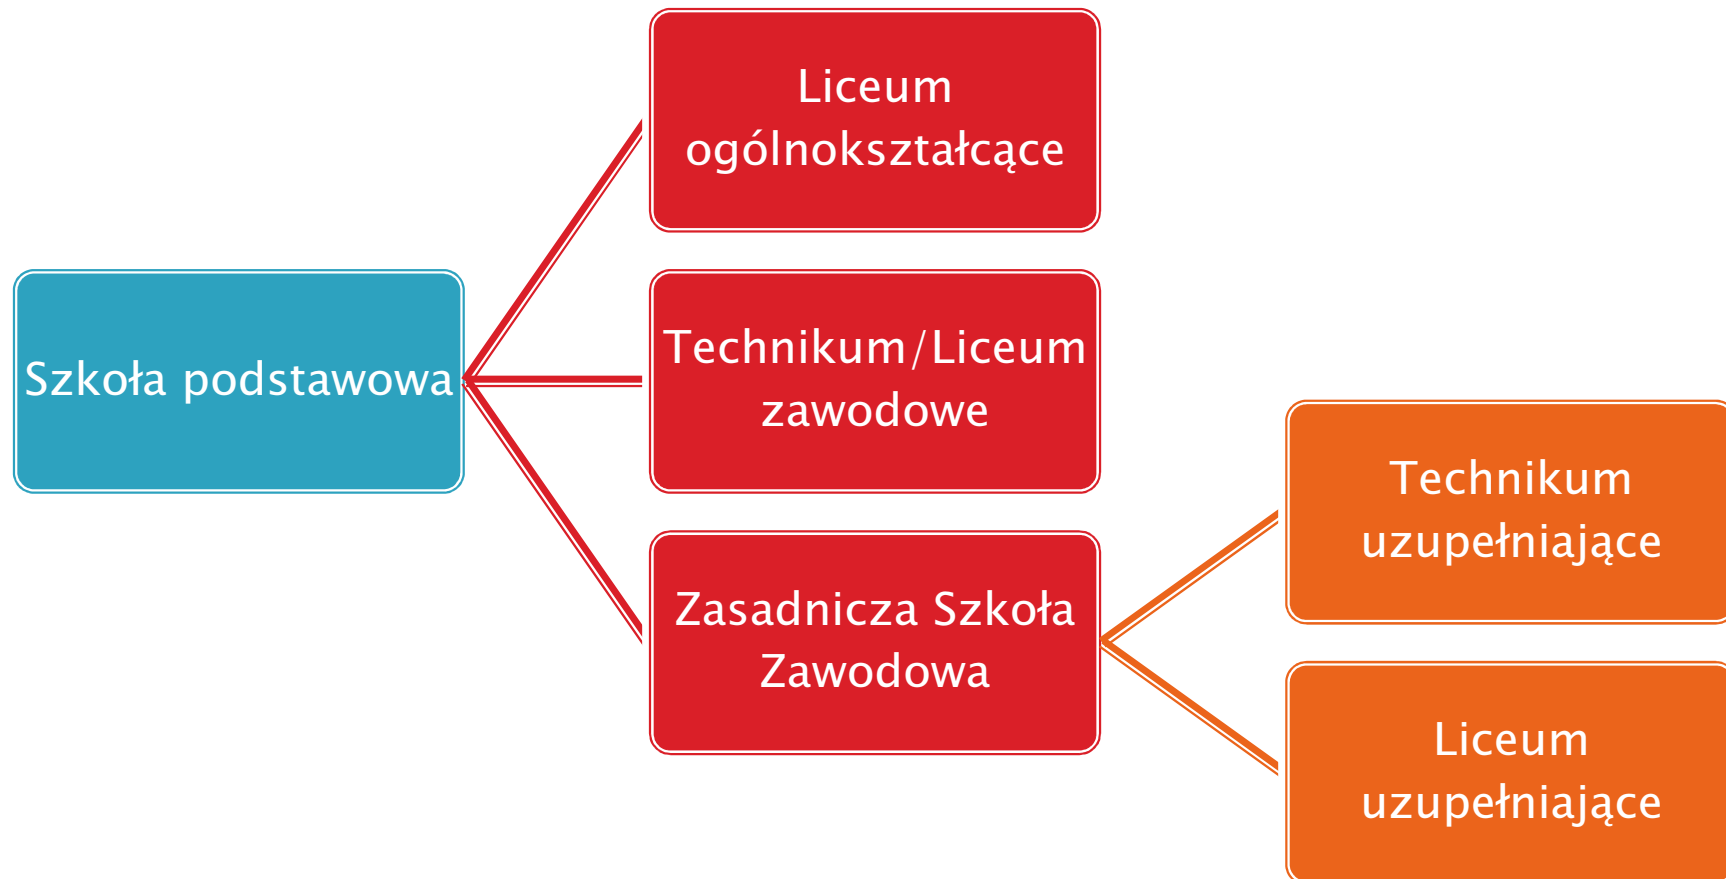 Liceum
ogólnokształcące
Szkoła podstawowa
Technikum/Liceum
zawodowe
Zasadnicza Szkoła
Zawodowa
Technikum
uzupełniające
Liceum
uzupełniające